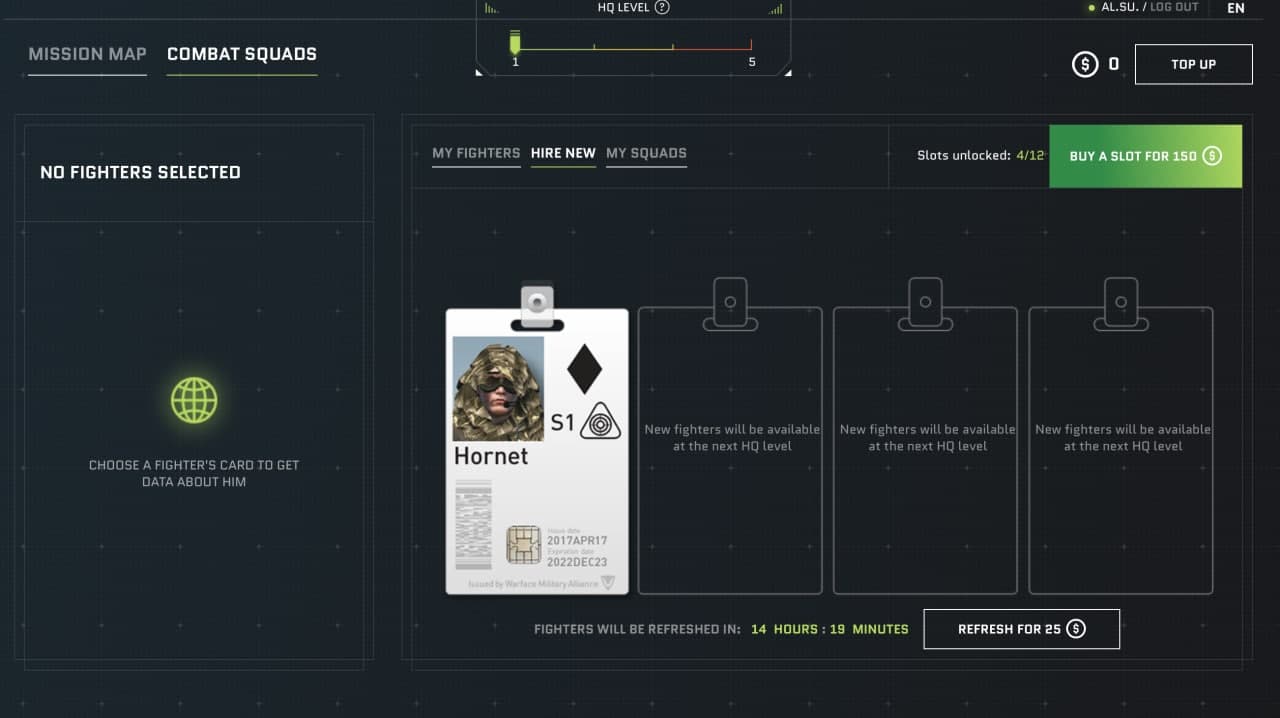 HQ LEVEL ?
AL.SU. / LOG OUT
EN
MISSION MAP
COMBAT SQUADS
1
5
$ 0
TOP UP
NO FIGHTERS SELECTED
MY FIGHTERS
HIRE NEW
MY SQUADS
Slots unlocked: 4/12
BUY A SLOT FOR 150 $
S1
Hornet
Issue date
2017APR17
Expiration date
2022DEC23
Issued by Warface Military Alliance
New fighters will be available
at the next HQ level
New fighters will be available
at the next HQ level
New fighters will be available
at the next HQ level
CHOOSE A FIGHTER'S CARD TO GET
DATA ABOUT HIM
FIGHTERS WILL BE REFRESHED IN: 14 HOURS : 19 MINUTES
REFRESH FOR 25 $